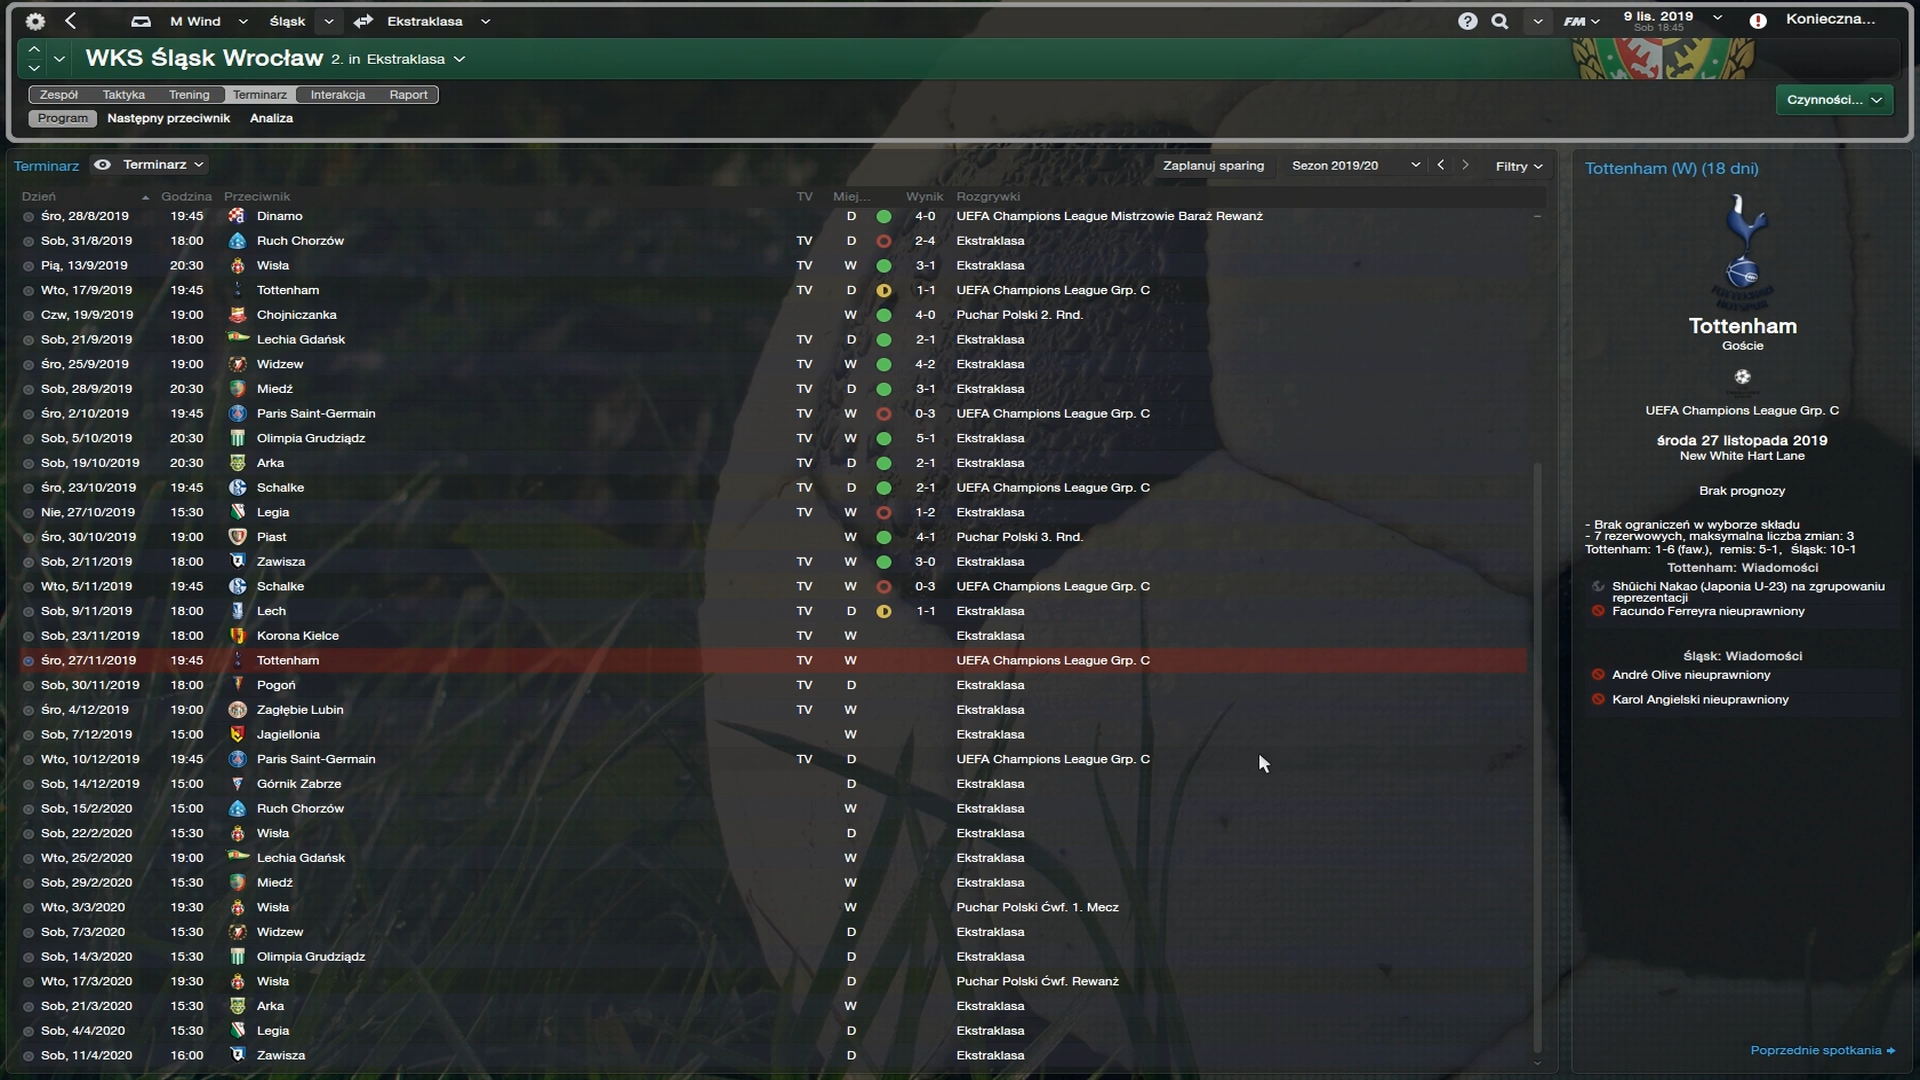 M Wind Śląsk Ekstraklasa FM 9 lis. 2019 Konieczna...
Sob 18:45
WKS Śląsk Wrocław 2. in Ekstraklasa
Zespół Taktyka Trening Terminarz Interakcja Raport
Czynności...
Program Następny przeciwnik Analiza
Terminarz Terminarz Zaplanuj sparing Sezon 2019/20 Filtry
Dzień Godzina Przeciwnik TV Miej... Wynik Rozgrywki
Śro, 28/8/2019 19:45 Dinamo D 4-0 UEFA Champions League Mistrzowie Baraż Rewanż
Sob, 31/8/2019 18:00 Ruch Chorzów TV D 2-4 Ekstraklasa
Pią, 13/9/2019 20:30 Wisła TV W 3-1 Ekstraklasa
Wto, 17/9/2019 19:45 Tottenham TV D 1-1 UEFA Champions League Grp. C
Czw, 19/9/2019 19:00 Chojniczanka W 4-0 Puchar Polski 2. Rnd.
Sob, 21/9/2019 18:00 Lechia Gdańsk TV D 2-1 Ekstraklasa
Śro, 25/9/2019 19:00 Widzew TV W 4-2 Ekstraklasa
Sob, 28/9/2019 20:30 Miedź TV D 3-1 Ekstraklasa
Śro, 2/10/2019 19:45 Paris Saint-Germain TV W 0-3 UEFA Champions League Grp. C
Sob, 5/10/2019 20:30 Olimpia Grudziądz TV W 5-1 Ekstraklasa
Sob, 19/10/2019 20:30 Arka TV D 2-1 Ekstraklasa
Śro, 23/10/2019 19:45 Schalke TV D 2-1 UEFA Champions League Grp. C
Nie, 27/10/2019 15:30 Legia TV W 1-2 Ekstraklasa
Śro, 30/10/2019 19:00 Piast W 4-1 Puchar Polski 3. Rnd.
Sob, 2/11/2019 18:00 Zawisza TV W 3-0 Ekstraklasa
Wto, 5/11/2019 19:45 Schalke TV W 0-3 UEFA Champions League Grp. C
Sob, 9/11/2019 18:00 Lech TV D 1-1 Ekstraklasa
Sob, 23/11/2019 18:00 Korona Kielce TV W Ekstraklasa
Śro, 27/11/2019 19:45 Tottenham TV W UEFA Champions League Grp. C
Sob, 30/11/2019 18:00 Pogoń TV D Ekstraklasa
Śro, 4/12/2019 19:00 Zagłębie Lubin TV W Ekstraklasa
Sob, 7/12/2019 15:00 Jagiellonia W Ekstraklasa
Wto, 10/12/2019 19:45 Paris Saint-Germain TV D UEFA Champions League Grp. C
Sob, 14/12/2019 15:00 Górnik Zabrze D Ekstraklasa
Sob, 15/2/2020 15:00 Ruch Chorzów W Ekstraklasa
Sob, 22/2/2020 15:30 Wisła D Ekstraklasa
Wto, 25/2/2020 19:00 Lechia Gdańsk W Ekstraklasa
Sob, 29/2/2020 15:30 Miedź W Ekstraklasa
Wto, 3/3/2020 19:30 Wisła W Puchar Polski Ćwf. 1. Mecz
Sob, 7/3/2020 15:30 Widzew D Ekstraklasa
Sob, 14/3/2020 15:30 Olimpia Grudziądz D Ekstraklasa
Wto, 17/3/2020 19:30 Wisła D Puchar Polski Ćwf. Rewanż
Sob, 21/3/2020 15:30 Arka W Ekstraklasa
Sob, 4/4/2020 15:30 Legia D Ekstraklasa
Sob, 11/4/2020 16:00 Zawisza D Ekstraklasa
Tottenham (W) (18 dni)
Tottenham
Goście
UEFA Champions League Grp. C
środa 27 listopada 2019
New White Hart Lane
Brak prognozy
- Brak ograniczeń w wyborze składu
- 7 rezerwowych, maksymalna liczba zmian: 3
Tottenham: 1-6 (faw.), remis: 5-1, Śląsk: 10-1
Tottenham: Wiadomości
Shûichi Nakao (Japonia U-23) na zgrupowaniu
reprezentacji
Facundo Ferreyra nieuprawniony
Śląsk: Wiadomości
André Olive nieuprawniony
Karol Angielski nieuprawniony
Poprzednie spotkania